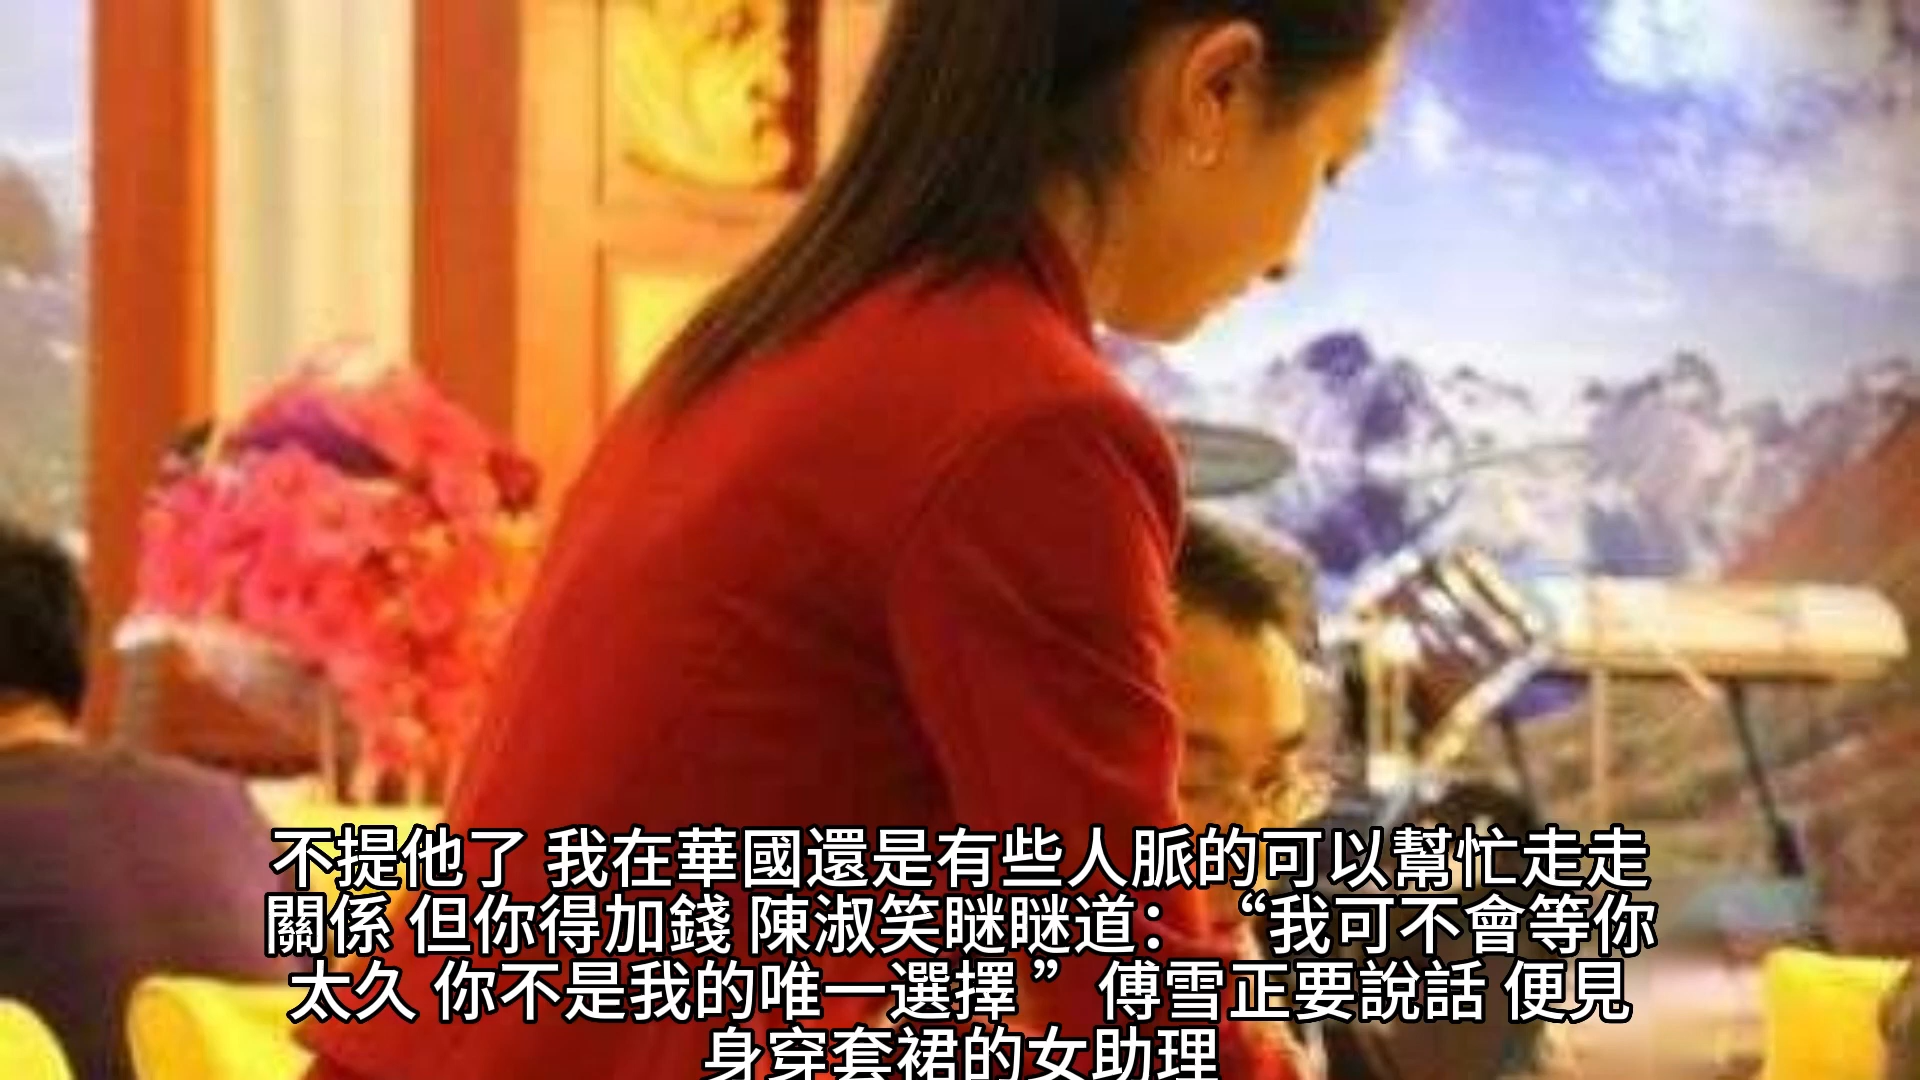 不提他了 我在華國還是有些人脈的可以幫忙走走
關係 但你得加錢 陳淑笑瞇瞇道：“我可不會等你
太久 你不是我的唯一選擇 ” 傅雪正要說話 便見
身穿套裙的女助理